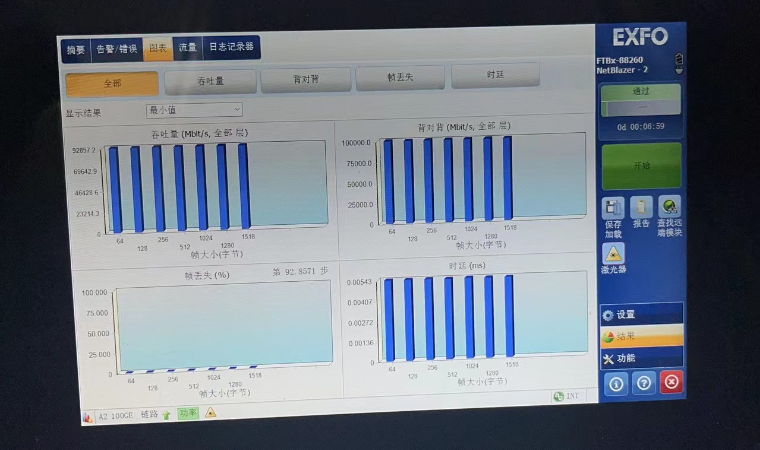 摘要 告警/错误 图表 流量 日志记录器
EXFO
FTBx-88260
NetBlazer - 2
全部 吞吐量 背对背 帧丢失 时延
通过
--
0d 00:06:59
开始
显示结果 最小值
吞吐量 (Mbit/s, 全部 层)
92857.2
69642.9
46428.6
23214.3
0
64 128 256 512 1024 1280 1518
帧大小(字节)
背对背 (Mbit/s, 全部 层)
100000.0
75000.0
50000.0
25000.0
0
64 128 256 512 1024 1280 1518
帧大小(字节)
保存
加载
报告
查找远
端模块
激光器
帧丢失 (%)
第 92.8571 步
100.000
75.000
50.000
25.000
0
64 128 256 512 1024 1280 1518
帧大小(字节)
时延 (ms)
0.00543
0.00407
0.00272
0.00136
0
64 128 256 512 1024 1280 1518
帧大小(字节)
设置
结果
功能
A2 100GE 链路 功率
INT